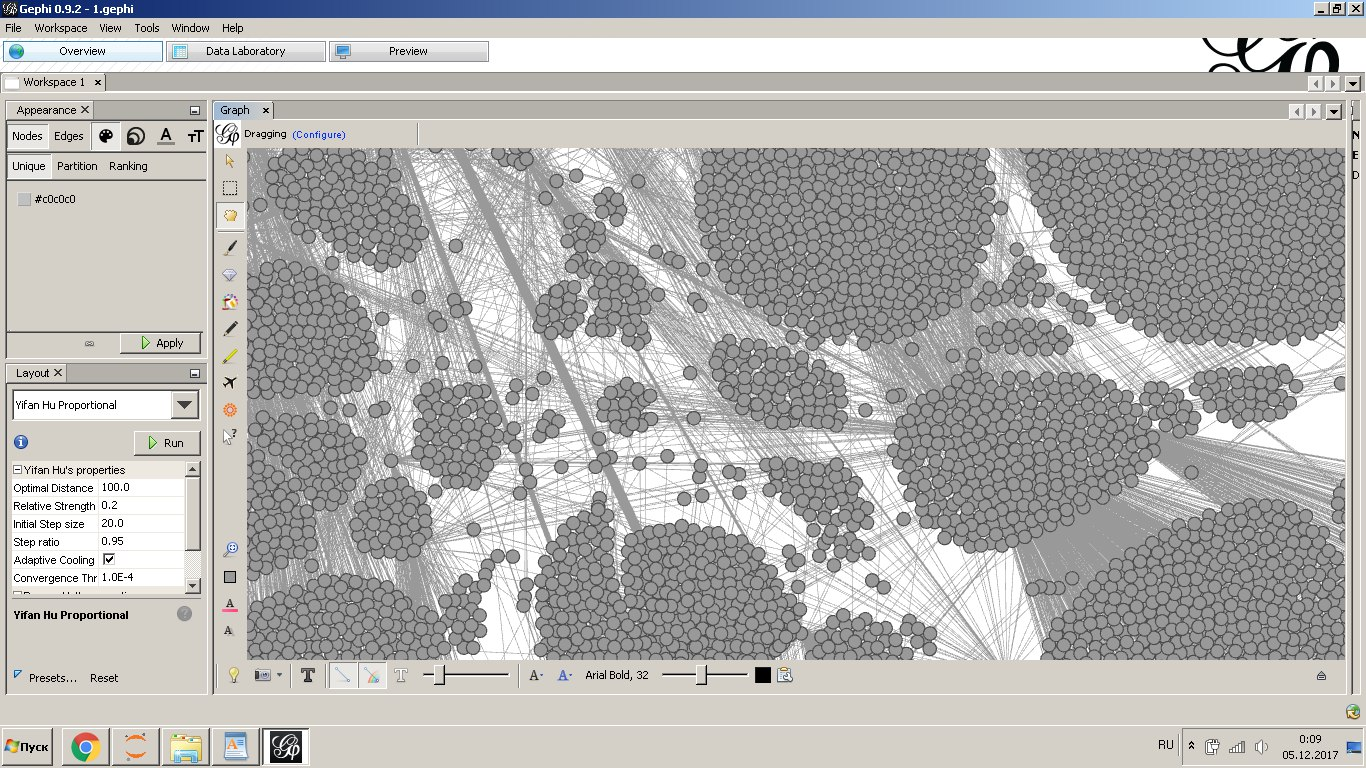 Gephi 0.9.2 - 1.gephi
File Workspace View Tools Window Help
Overview Data Laboratory Preview
Workspace 1
Appearance
Nodes Edges A TT
Unique Partition Ranking
#c0c0c0
Apply
Layout
Yifan Hu Proportional
Run
Yifan Hu's properties
Optimal Distance 100.0
Relative Strength 0.2
Initial Step size 20.0
Step ratio 0.95
Adaptive Cooling
Convergence Thr 1.0E-4
Yifan Hu Proportional
Presets... Reset
Graph
Dragging (Configure)
A
A
T T A- A- Arial Bold, 32
N
E
D
Пуск
RU
0:09
05.12.2017